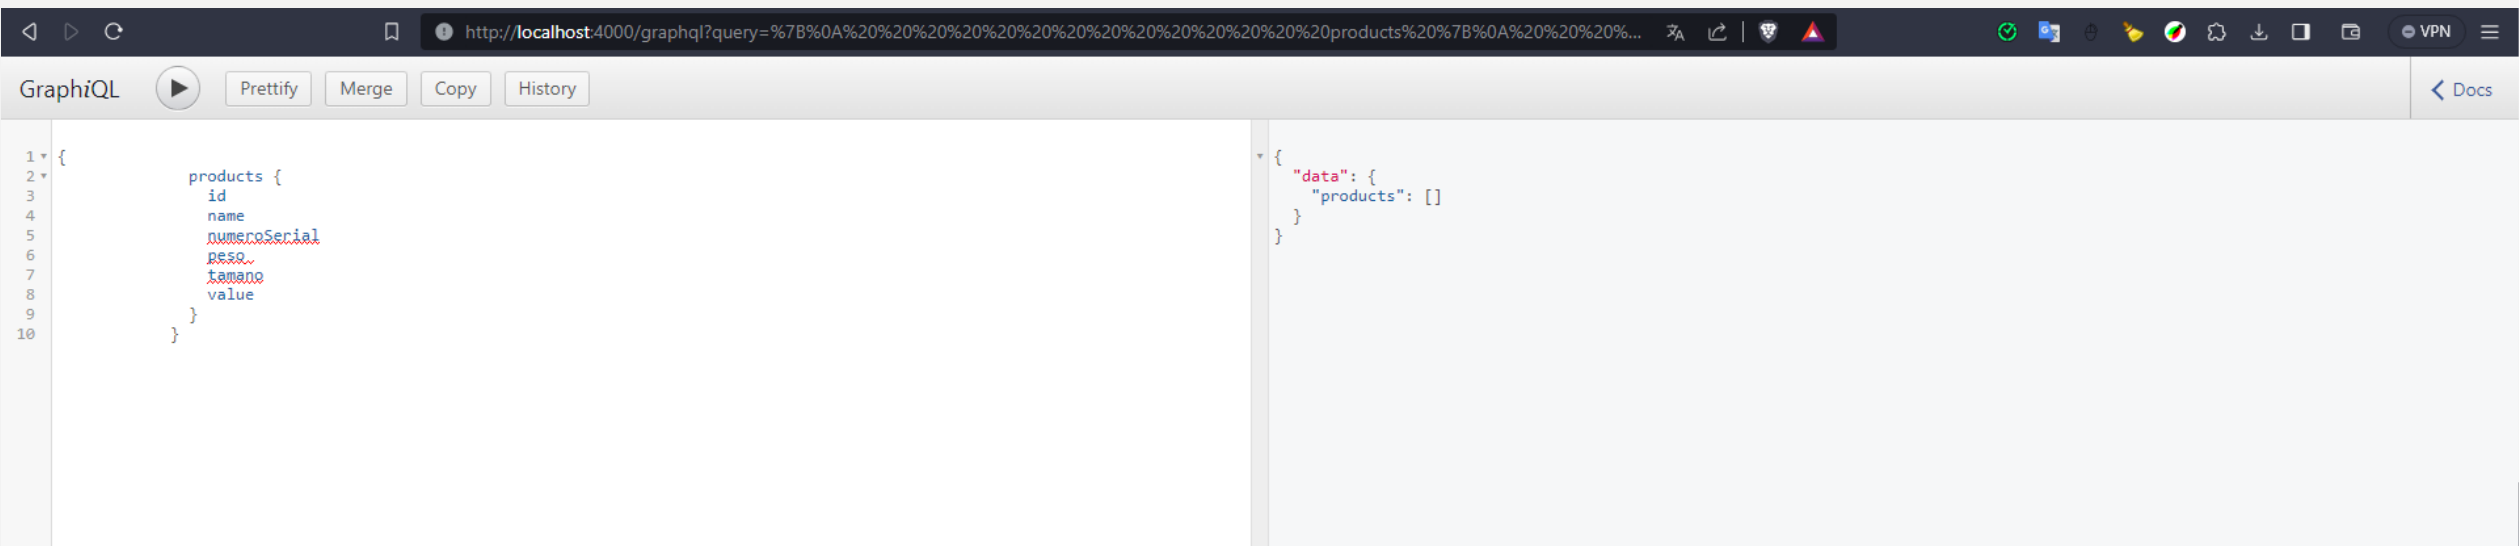 http://localhost:4000/graphql?query=%7B%0A%20%20%20%20%20%20%20%20%20%20%20%20%20%20products%20%7B%0A%20%20%20%20%... VPN
GraphiQL Prettify Merge Copy History Docs
1 {
2 products {
3 id
4 name
5 numeroSerial
6 peso
7 tamano
8 value
9 }
10 }
{
"data": {
"products": []
}
}